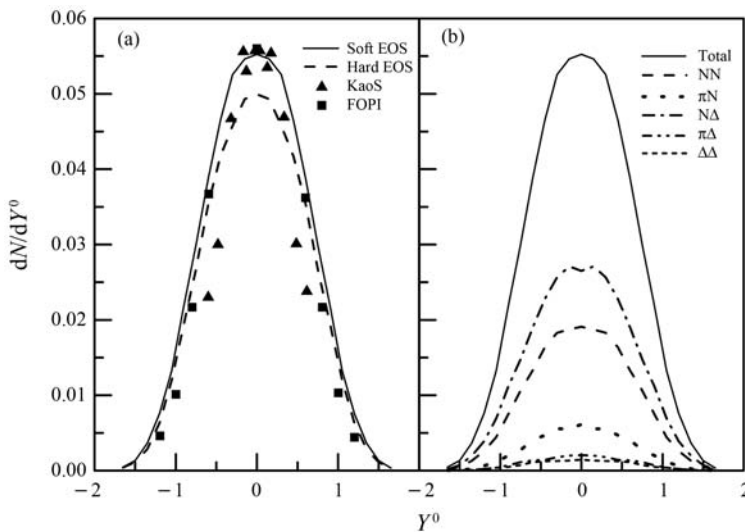 (a)
Soft EOS
Hard EOS
KaoS
FOPI
(b)
Total
NN
πN
NΔ
πΔ
ΔΔ
0.06
0.05
0.04
0.03
0.02
0.01
0.00
dN/dY⁰
−2 −1 0 1 −2 −1 0 1 2
Y⁰